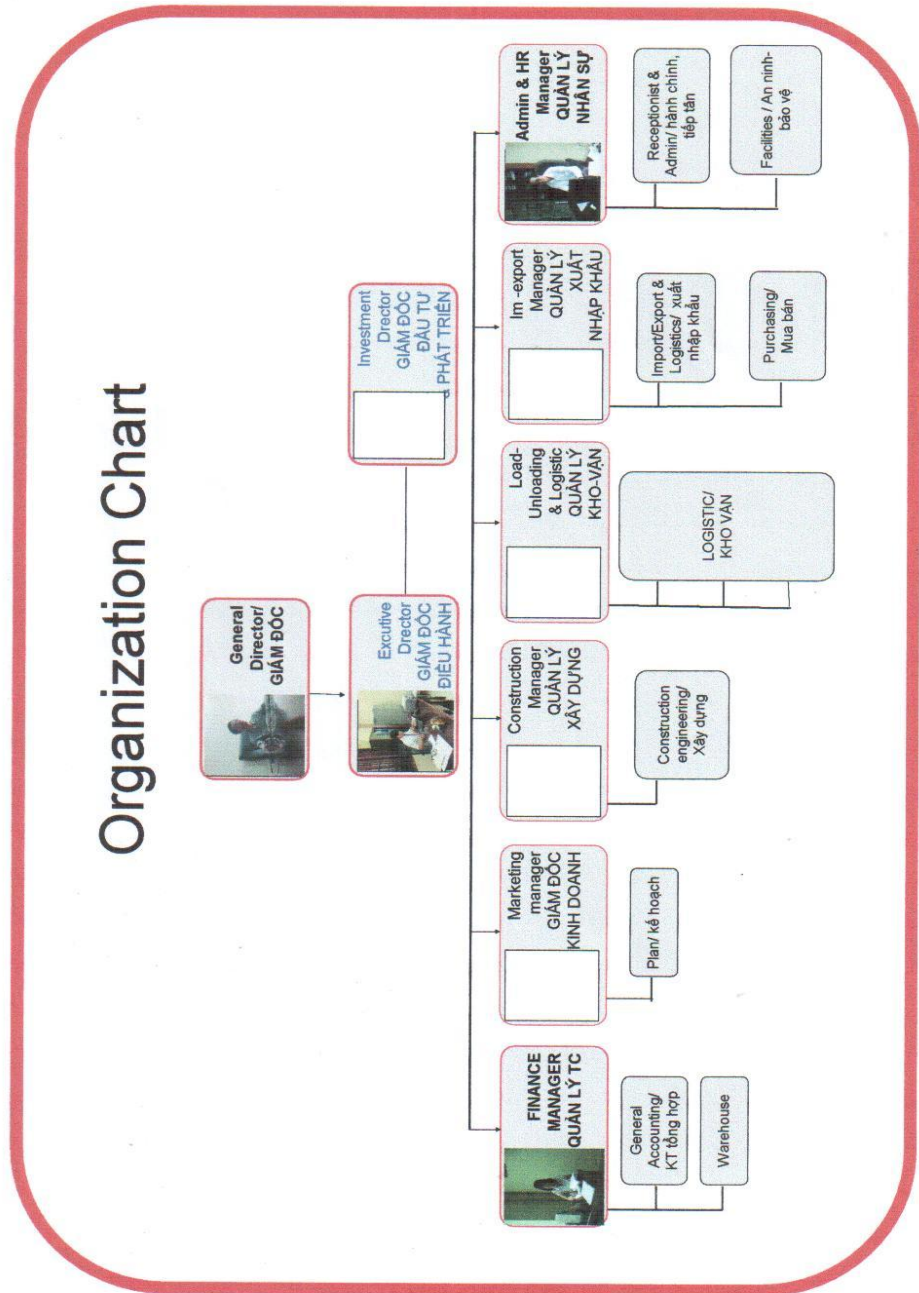 Organization Chart
General
Director/
GIÁM ĐỐC
Excutive
Drector
GIÁM ĐỐC
ĐIỀU HÀNH
Investment
Drector
GIÁM ĐỐC
ĐẦU TƯ
& PHÁT TRIỂN
FINANCE
MANAGER
QUẢN LÝ TC
Marketing
manager
GIÁM ĐỐC
KINH DOANH
Construction
Manager
QUẢN LÝ
XÂY DỰNG
Load-
Unloading
& Logistic
QUẢN LÝ
KHO-VẬN
Im -export
Manager
QUẢN LÝ
XUẤT
NHẬP KHẨU
Admin & HR
Manager
QUẢN LÝ
NHÂN SỰ
General
Accounting/
KT tổng hợp
Warehouse
Plan/ kế hoạch
Construction
engineering/
Xây dựng
LOGISTIC/
KHO VẬN
Import/Export &
Logistics/ xuất
nhập khẩu
Purchasing/
Mua bán
Receptionist &
Admin/ hành chính,
tiếp tân
Facilities / An ninh-
bảo vệ